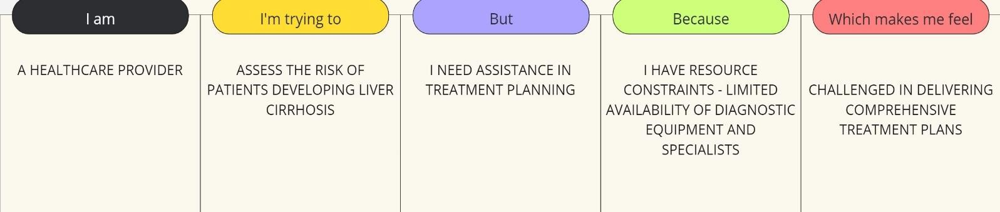 I am
A HEALTHCARE PROVIDER
I'm trying to
ASSESS THE RISK OF
PATIENTS DEVELOPING LIVER
CIRRHOSIS
But
I NEED ASSISTANCE IN
TREATMENT PLANNING
Because
I HAVE RESOURCE
CONSTRAINTS - LIMITED
AVAILABILITY OF DIAGNOSTIC
EQUIPMENT AND
SPECIALISTS
Which makes me feel
CHALLENGED IN DELIVERING
COMPREHENSIVE
TREATMENT PLANS